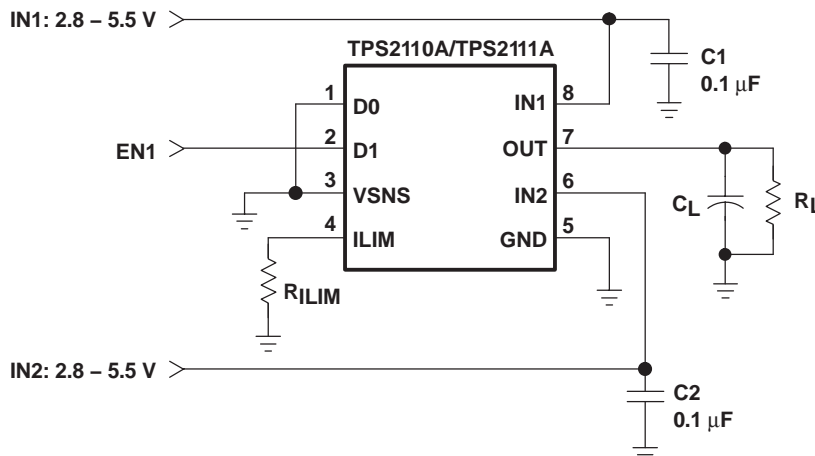 IN1: 2.8 – 5.5 V
TPS2110A/TPS2111A
C1
0.1 μF
1
D0
IN1
8
EN1
2
D1
OUT
7
3
VSNS
IN2
6
CL
RL
4
ILIM
GND
5
RILIM
IN2: 2.8 – 5.5 V
C2
0.1 μF